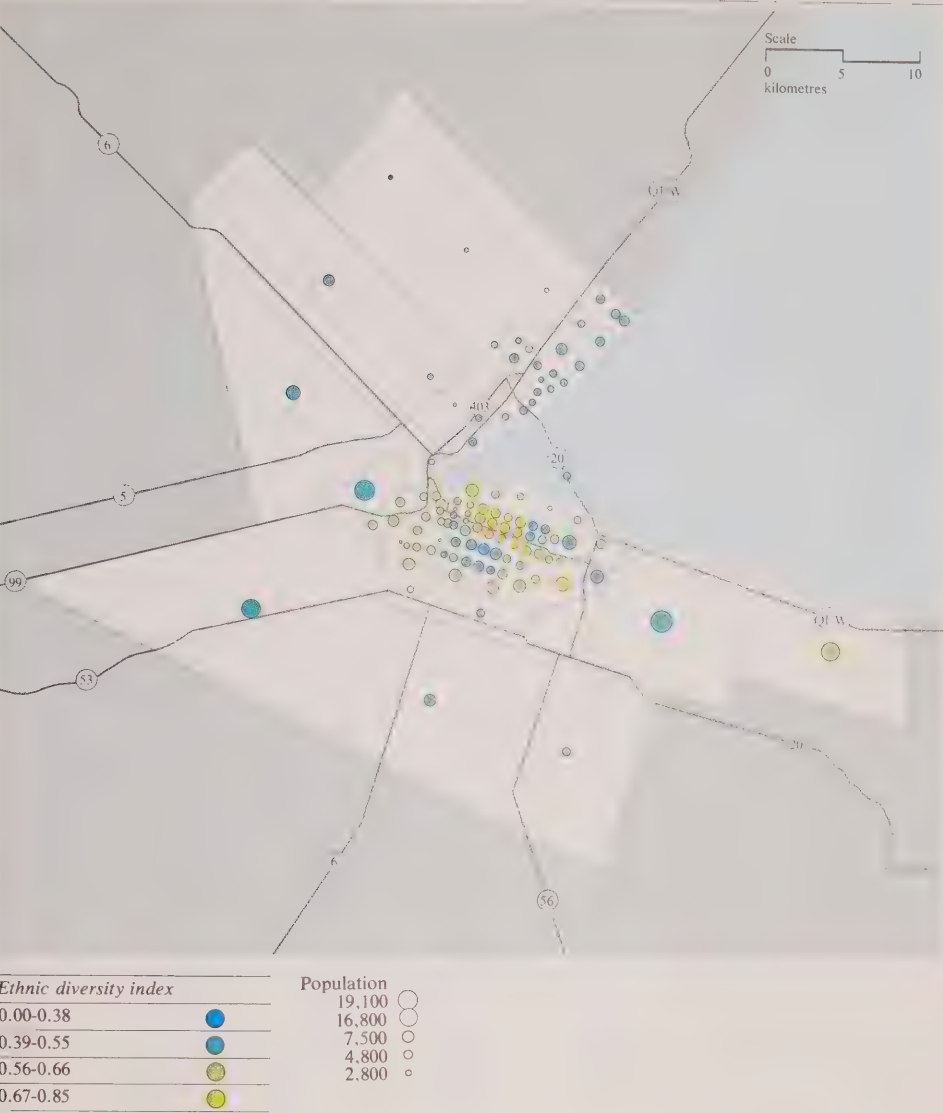 Scale
0 5 10
kilometres
6
QEW
403
20
5
99
QEW
53
20
6
56
Ethnic diversity index
0.00-0.38
0.39-0.55
0.56-0.66
0.67-0.85
Population
19,100
16,800
7,500
4,800
2,800